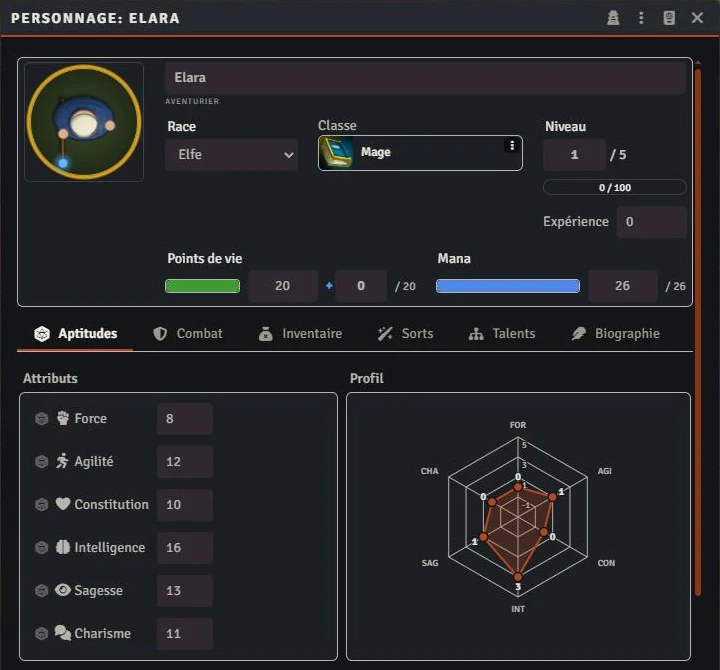 PERSONNAGE: ELARA
Elara
AVENTURIER
Race
Classe
Niveau
Elfe
Mage
1 / 5
0 / 100
Expérience 0
Points de vie
Mana
20 + 0 / 20
26 / 26
Aptitudes Combat Inventaire Sorts Talents Biographie
Attributs
Profil
Force 8
Agilité 12
Constitution 10
Intelligence 16
Sagesse 13
Charisme 11
FOR
5
3
0
1
CHA
AGI
0
1
-1
1
0
SAG
CON
3
INT